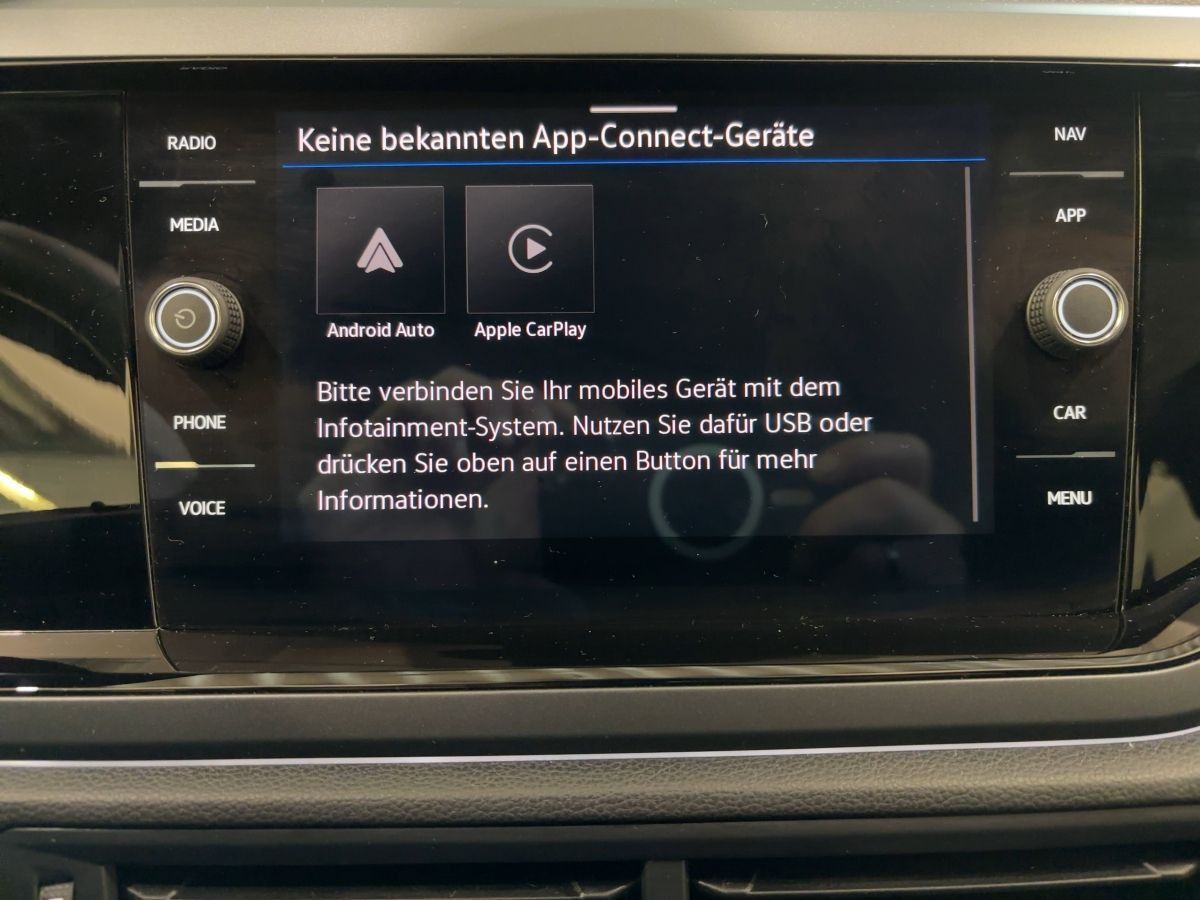 RADIO
MEDIA
PHONE
VOICE
Keine bekannten App-Connect-Geräte
Android Auto
Apple CarPlay
Bitte verbinden Sie Ihr mobiles Gerät mit dem
Infotainment-System. Nutzen Sie dafür USB oder
drücken Sie oben auf einen Button für mehr
Informationen.
NAV
APP
CAR
MENU